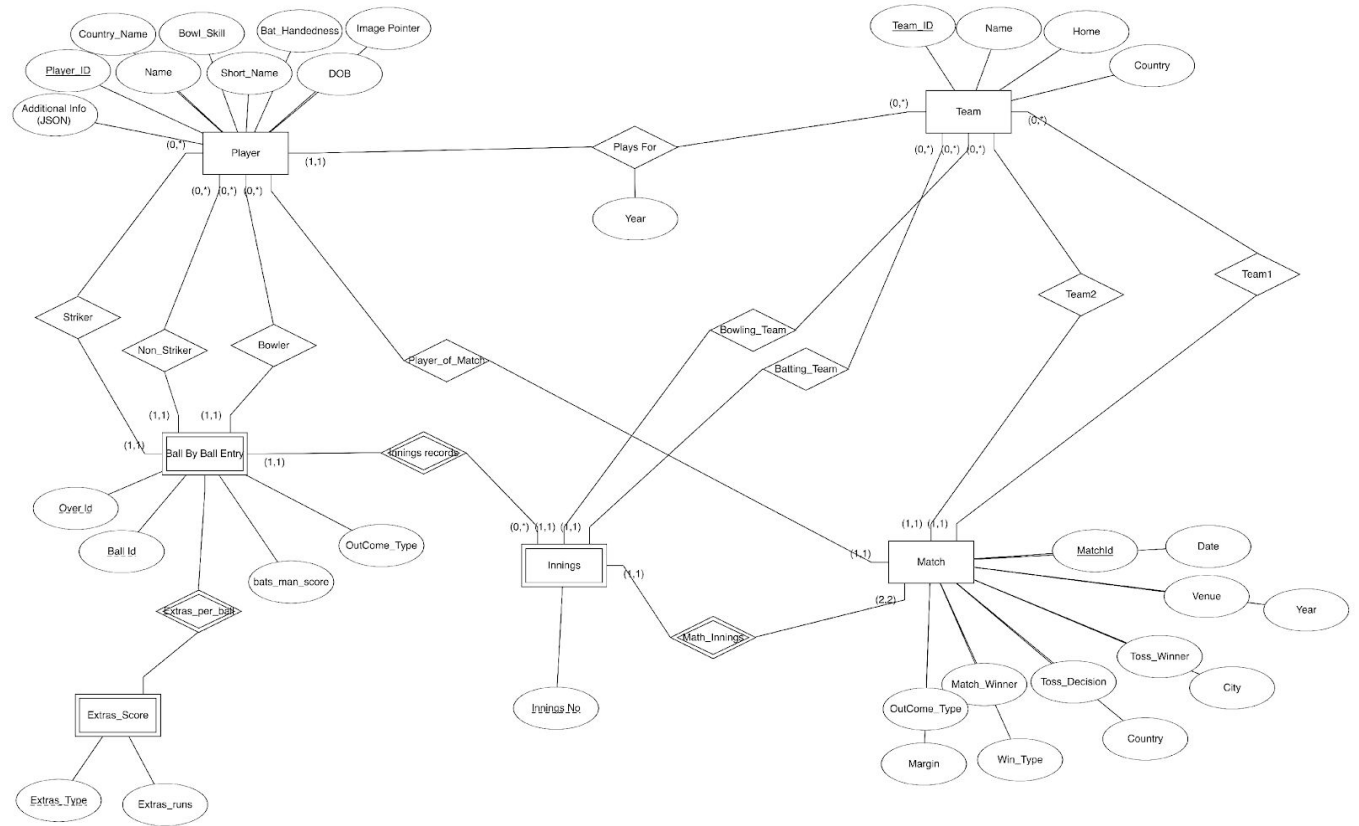 Country_Name
Bowl_Skill
Bat_Handedness
Image Pointer
Player_ID
Name
Short_Name
DOB
Additional Info
(JSON)
Player
(0,*)
(1,1)
(0,*)
(0,*)
(0,*)
Plays For
Year
Team_ID
Name
Home
Country
Team
(0,*)
(0,*)
(0,*)
(0,*)
(0,*)
Striker
Non_Striker
Bowler
Player_of_Match
Bowling_Team
Batting_Team
Team2
Team1
(1,1)
(1,1)
(1,1)
Ball By Ball Entry
(1,1)
Innings records
Over Id
Ball Id
bats_man_score
OutCome_Type
Extras_per_ball
Extras_Score
Extras_Type
Extras_runs
(0,*)
(1,1)
(1,1)
Innings
(1,1)
Innings No
Math_Innings
(1,1)
(1,1)
(1,1)
Match
(2,2)
MatchId
Date
Venue
Year
Toss_Winner
City
Toss_Decision
Country
Match_Winner
Win_Type
OutCome_Type
Margin